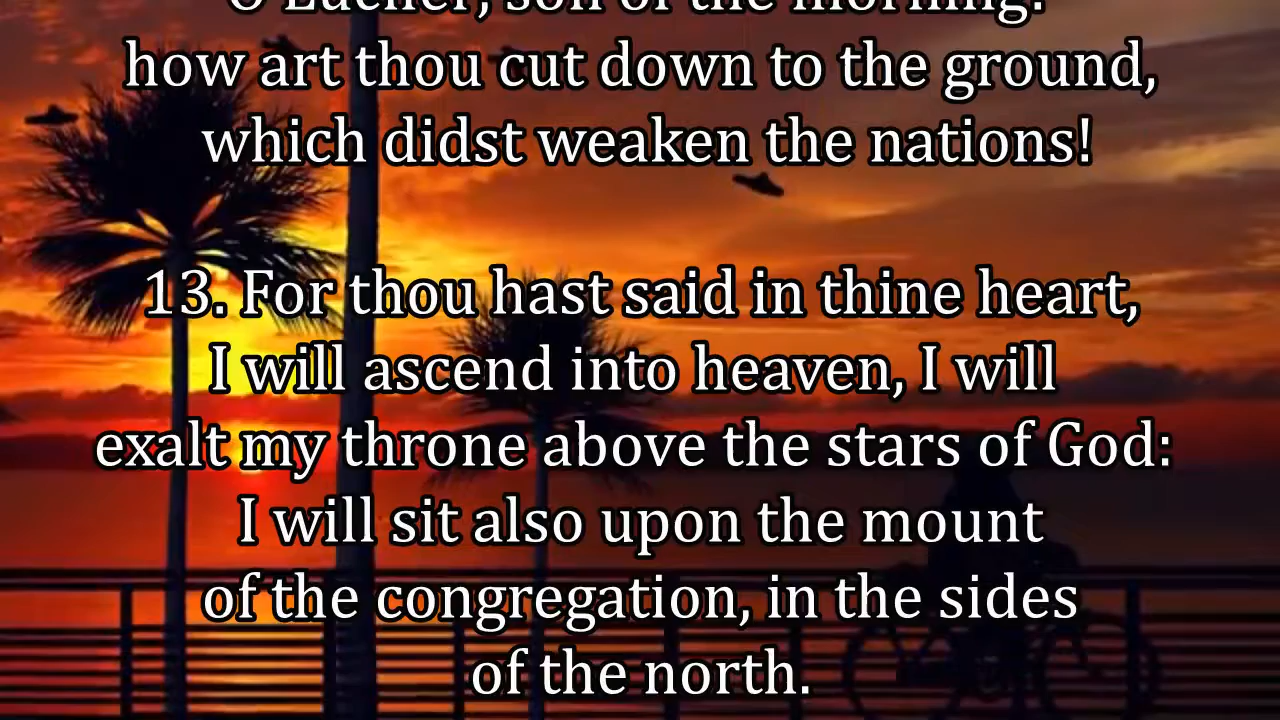 O Lucifer, son of the morning!
how art thou cut down to the ground,
which didst weaken the nations!
13. For thou hast said in thine heart,
I will ascend into heaven, I will
exalt my throne above the stars of God:
I will sit also upon the mount
of the congregation, in the sides
of the north.